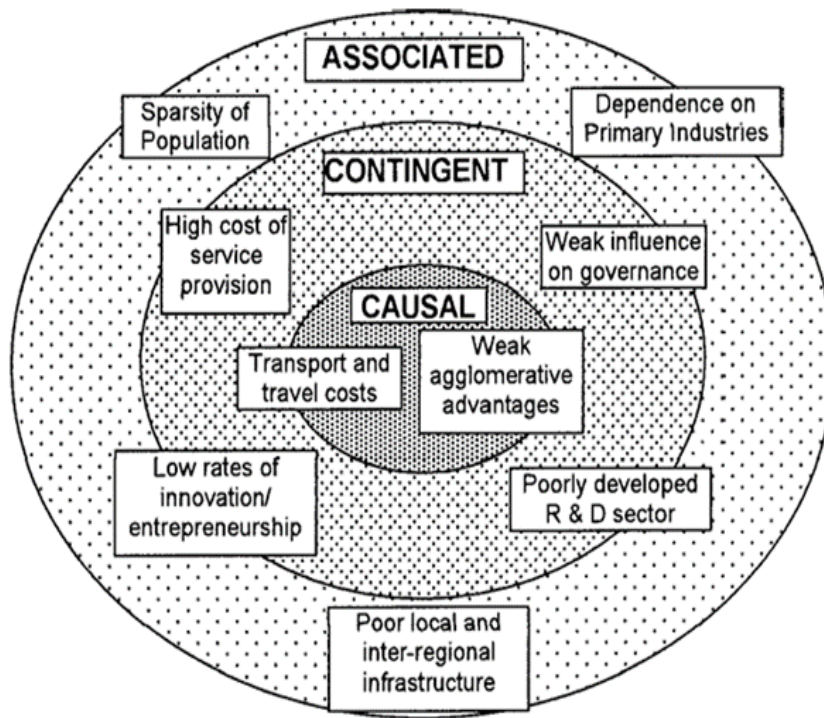 ASSOCIATED
Sparsity of
Population
Dependence on
Primary Industries
CONTINGENT
High cost of
service
provision
Weak influence
on governance
CAUSAL
Transport and
travel costs
Weak
agglomerative
advantages
Low rates of
innovation/
entrepreneurship
Poorly developed
R & D sector
Poor local and
inter-regional
infrastructure